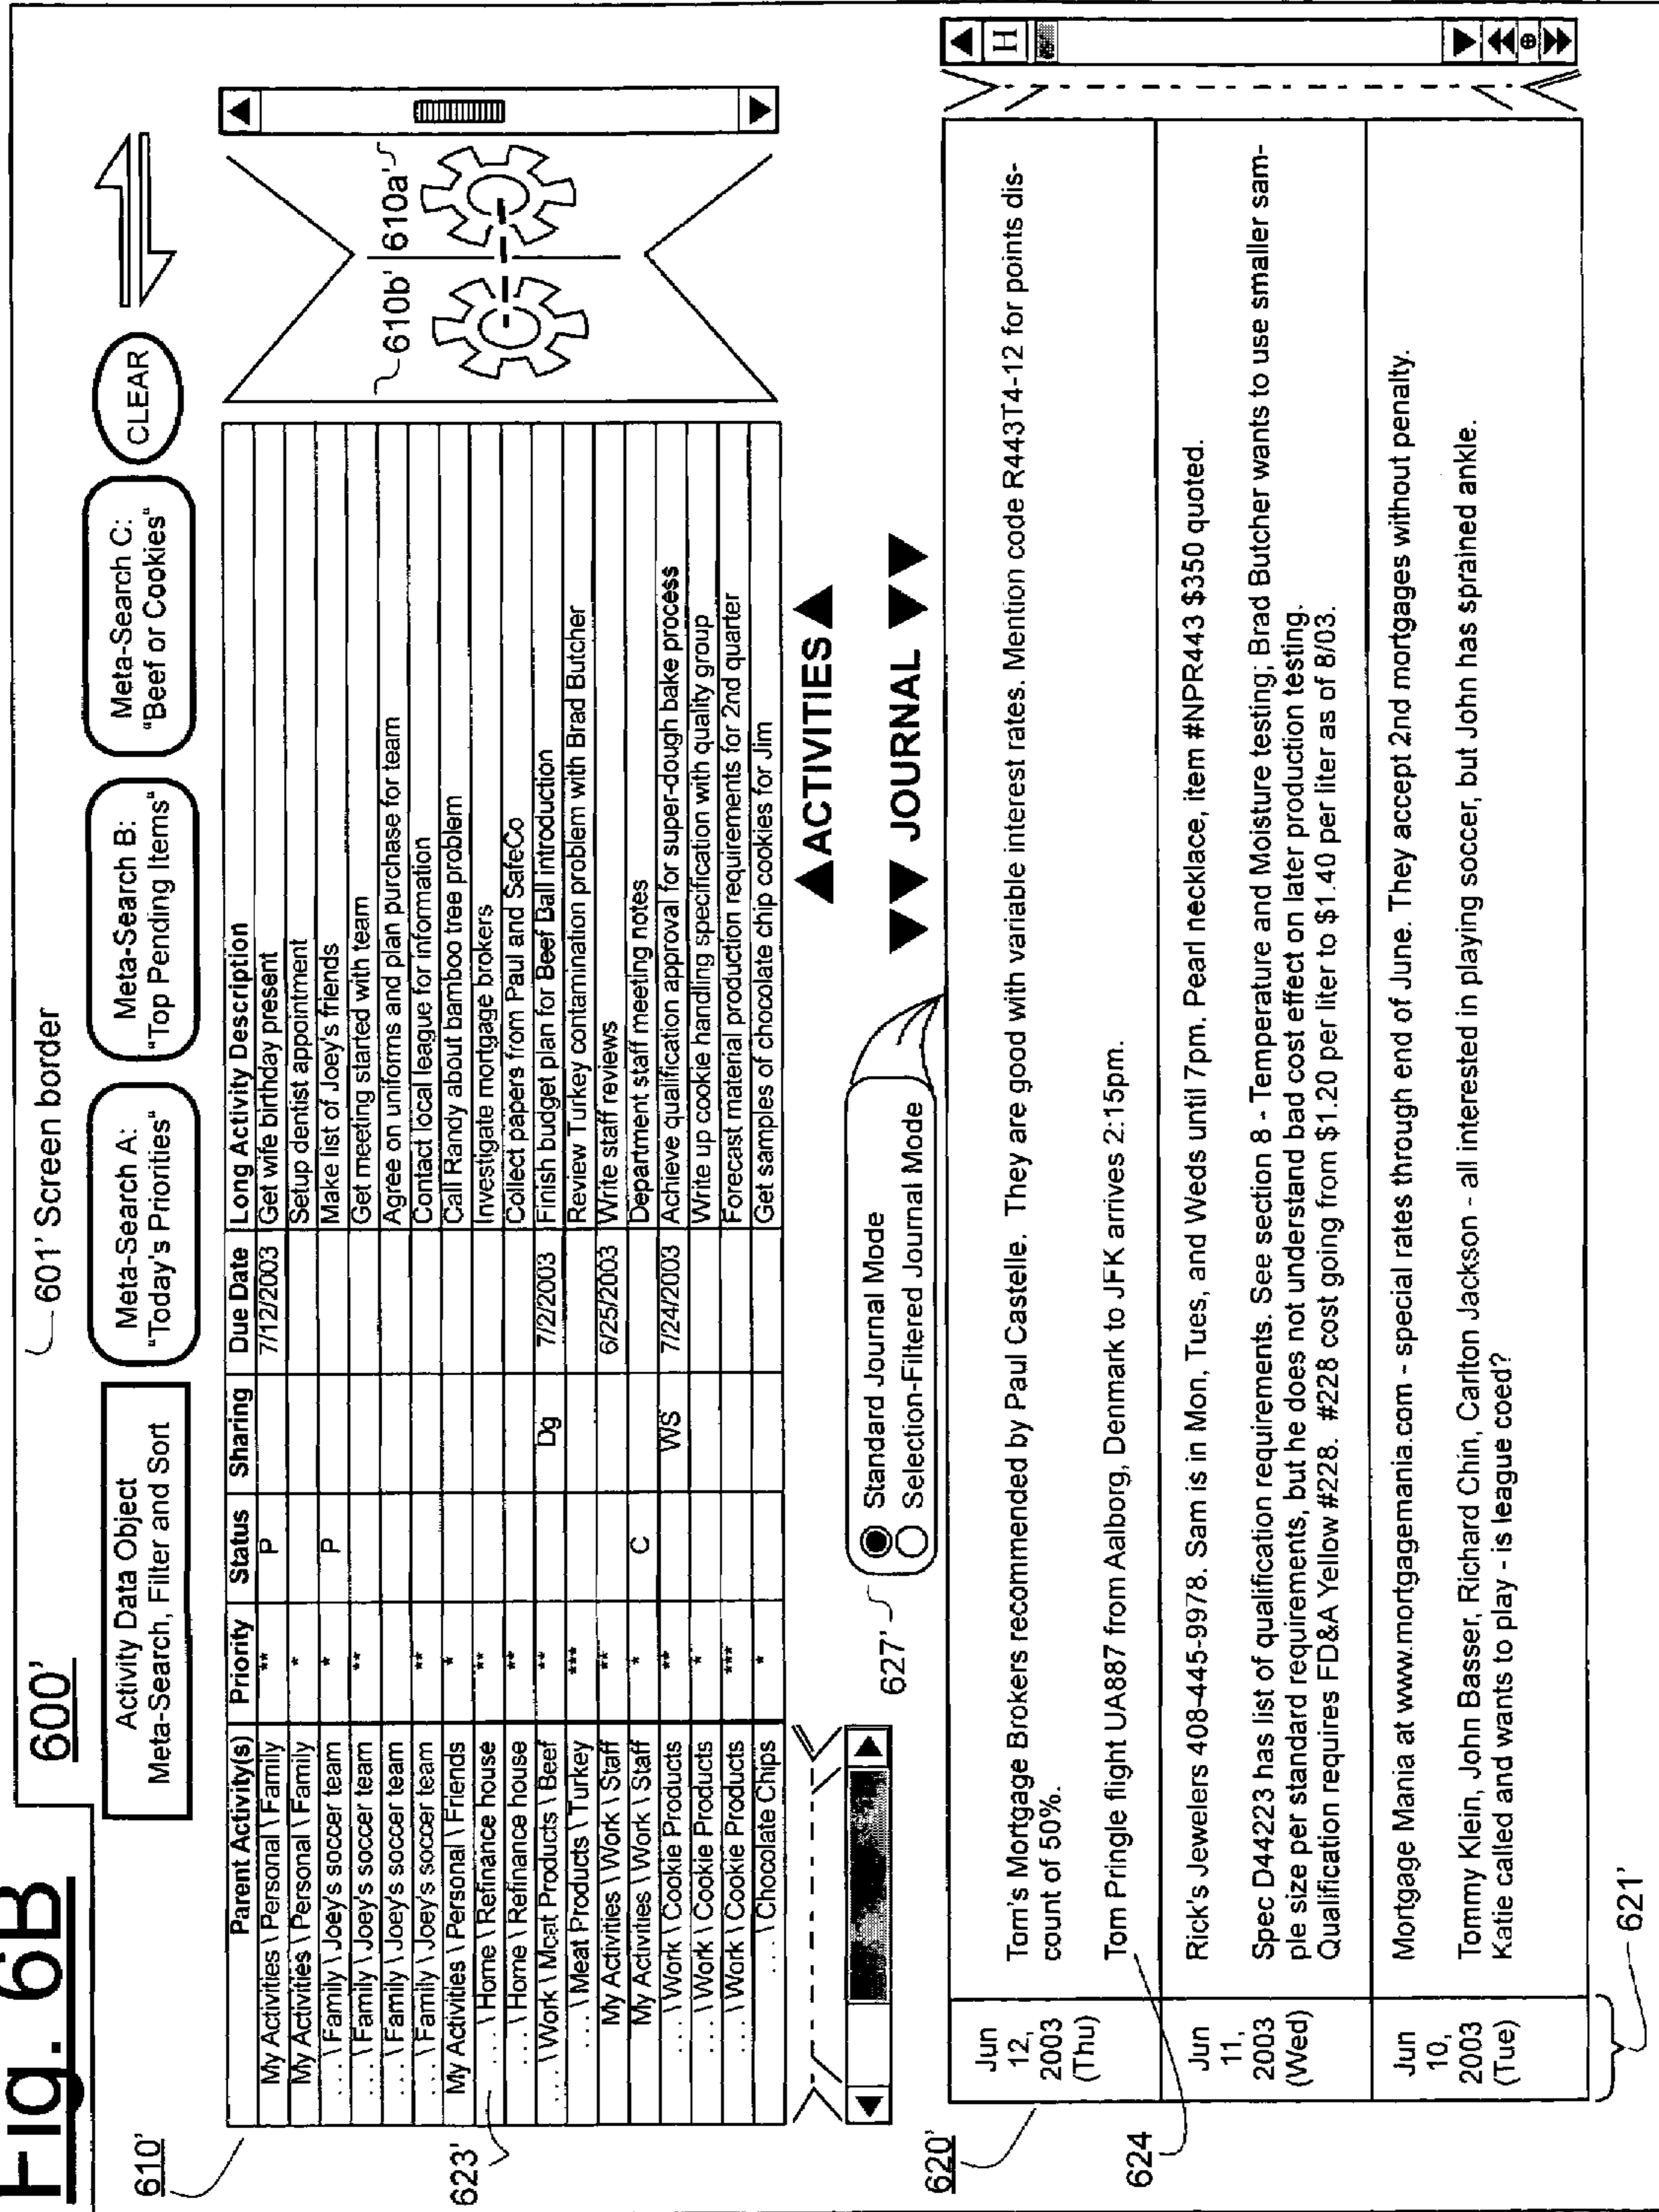 Fig. 6B
600'
601' Screen border
Activity Data Object
Meta-Search, Filter and Sort
Meta-Search A:
"Today's Priorities"
Meta-Search B:
"Top Pending Items"
Meta-Search C:
"Beef or Cookies"
CLEAR
610'
Parent Activity(s) Priority Status Sharing Due Date Long Activity Description
My Activities \ Personal \ Family ** P 7/12/2003 Get wife birthday present
My Activities \ Personal \ Family * Setup dentist appointment
... \ Family \ Joey's soccer team * P Make list of Joey's friends
... \ Family \ Joey's soccer team ** Get meeting started with team
... \ Family \ Joey's soccer team Agree on uniforms and plan purchase for team
... \ Family \ Joey's soccer team ** Contact local league for information
My Activities \ Personal \ Friends * Call Randy about bamboo tree problem
... \ Home \ Refinance house ** Investigate mortgage brokers
... \ Home \ Refinance house ** Collect papers from Paul and SafeCo
... \ Work \ Meat Products \ Beef ** Dg 7/2/2003 Finish budget plan for Beef Ball introduction
... \ Meat Products \ Turkey *** Review Turkey contamination problem with Brad Butcher
My Activities \ Work \ Staff ** 6/25/2003 Write staff reviews
My Activities \ Work \ Staff * C Department staff meeting notes
... \ Work \ Cookie Products ** WS 7/24/2003 Achieve qualification approval for super-dough bake process
... \ Work \ Cookie Products * Write up cookie handling specification with quality group
... \ Work \ Cookie Products *** Forecast material production requirements for 2nd quarter
... \ Chocolate Chips * Get samples of chocolate chip cookies for Jim
610b' 610a'
623'
▲ACTIVITIES▲
627'
Standard Journal Mode
Selection-Filtered Journal Mode
▼▼ JOURNAL ▼▼
620'
H
Jun
12,
2003
(Thu)
Tom's Mortgage Brokers recommended by Paul Castelle. They are good with variable interest rates. Mention code R443T4-12 for points dis-
count of 50%.
Tom Pringle flight UA887 from Aalborg, Denmark to JFK arrives 2:15pm.
624
Jun
11,
2003
(Wed)
Rick's Jewelers 408-445-9978. Sam is in Mon, Tues, and Weds until 7pm. Pearl necklace, item #NPR443 $350 quoted.
Spec D44223 has list of qualification requirements. See section 8 - Temperature and Moisture testing; Brad Butcher wants to use smaller sam-
ple size per standard requirements, but he does not understand bad cost effect on later production testing.
Qualification requires FD&A Yellow #228. #228 cost going from $1.20 per liter to $1.40 per liter as of 8/03.
Jun
10,
2003
(Tue)
Mortgage Mania at www.mortgagemania.com - special rates through end of June. They accept 2nd mortgages without penalty.
Tommy Klein, John Basser, Richard Chin, Carlton Jackson - all interested in playing soccer, but John has sprained ankle.
Katie called and wants to play - is league coed?
621'